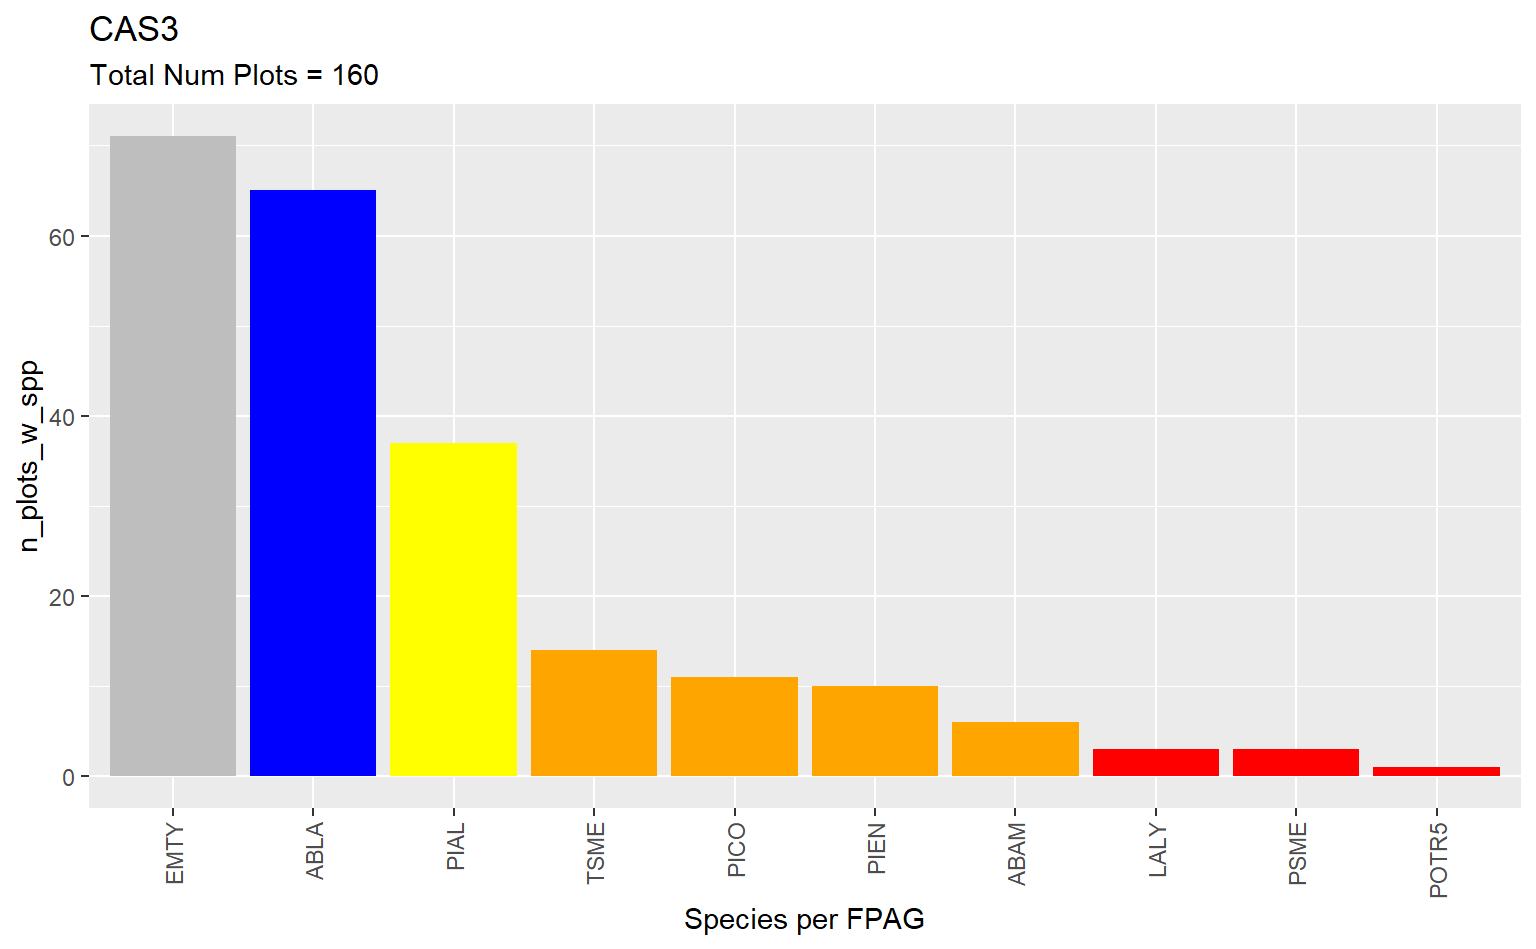 CAS3
Total Num Plots = 160
n_plots_w_spp
60
40
20
0
EMTY
ABLA
PIAL
TSME
PICO
PIEN
ABAM
LALY
PSME
POTR5
Species per FPAG